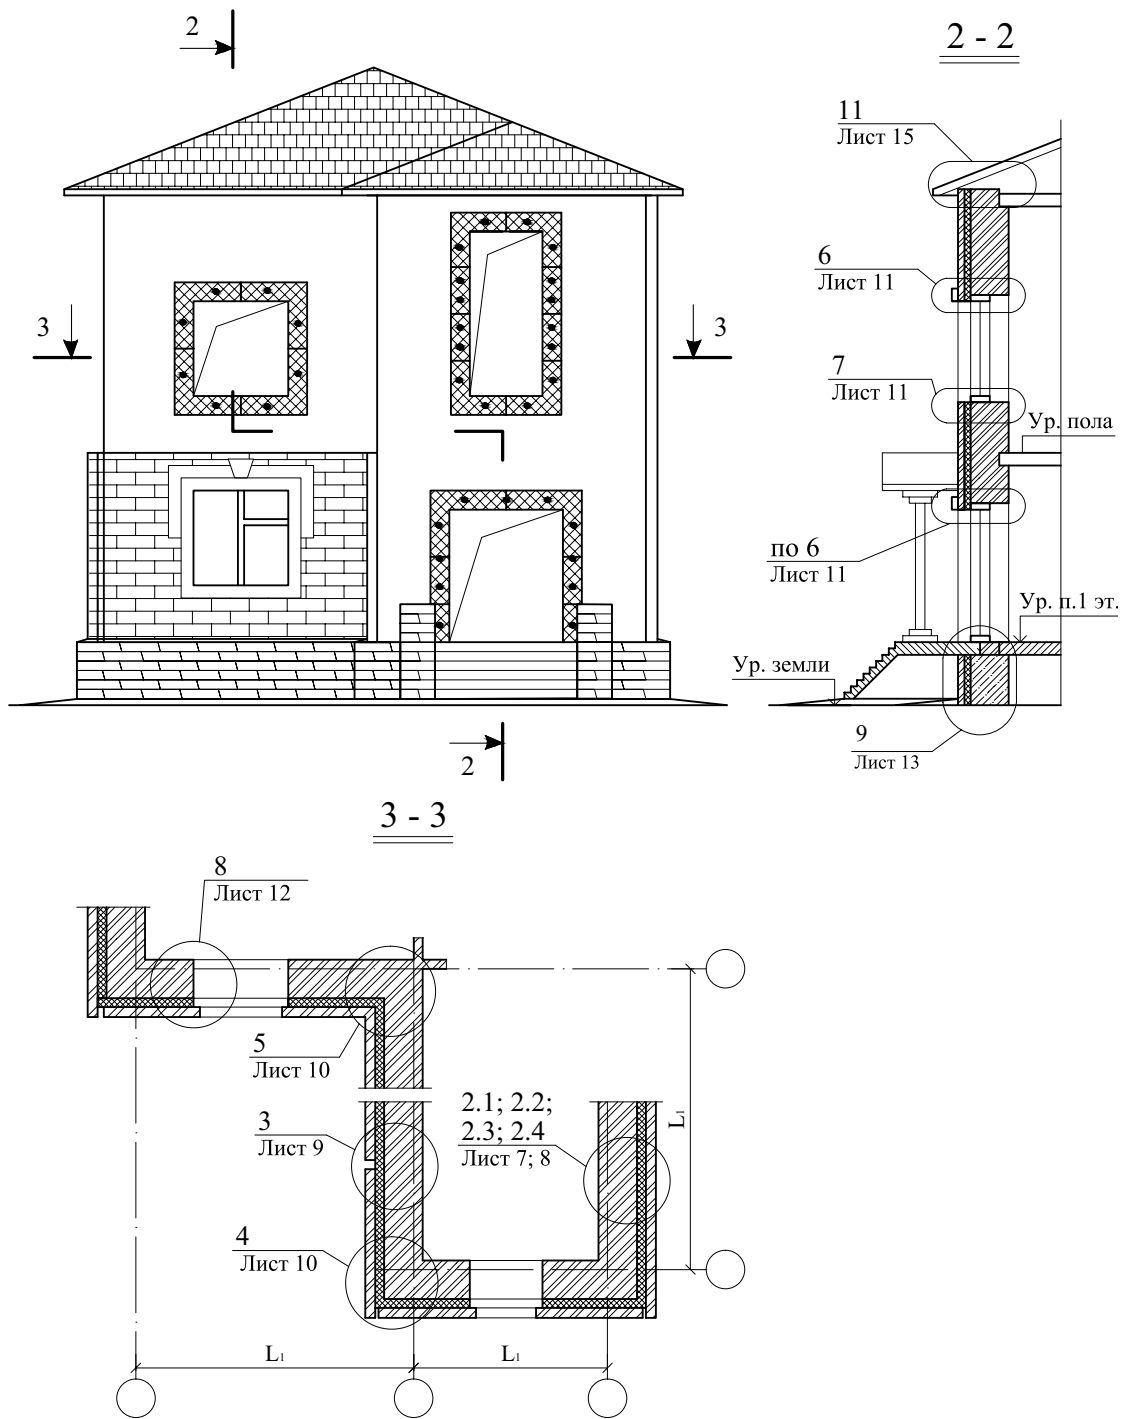 2
2 - 2
11
Лист 15
6
Лист 11
3
3
7
Лист 11
Ур. пола
по 6
Лист 11
Ур. п.1 эт.
Ур. земли
9
Лист 13
2
3 - 3
8
Лист 12
5
Лист 10
3
Лист 9
2.1; 2.2;
2.3; 2.4
Лист 7; 8
L1
4
Лист 10
L1
L1